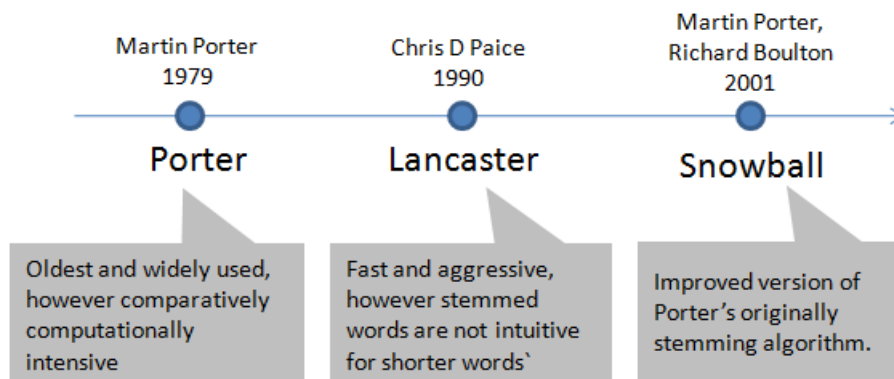 Martin Porter
1979
Chris D Paice
1990
Martin Porter,
Richard Boulton
2001
Porter
Lancaster
Snowball
Oldest and widely used,
however comparatively
computationally
intensive
Fast and aggressive,
however stemmed
words are not intuitive
for shorter words`
Improved version of
Porter’s originally
stemming algorithm.